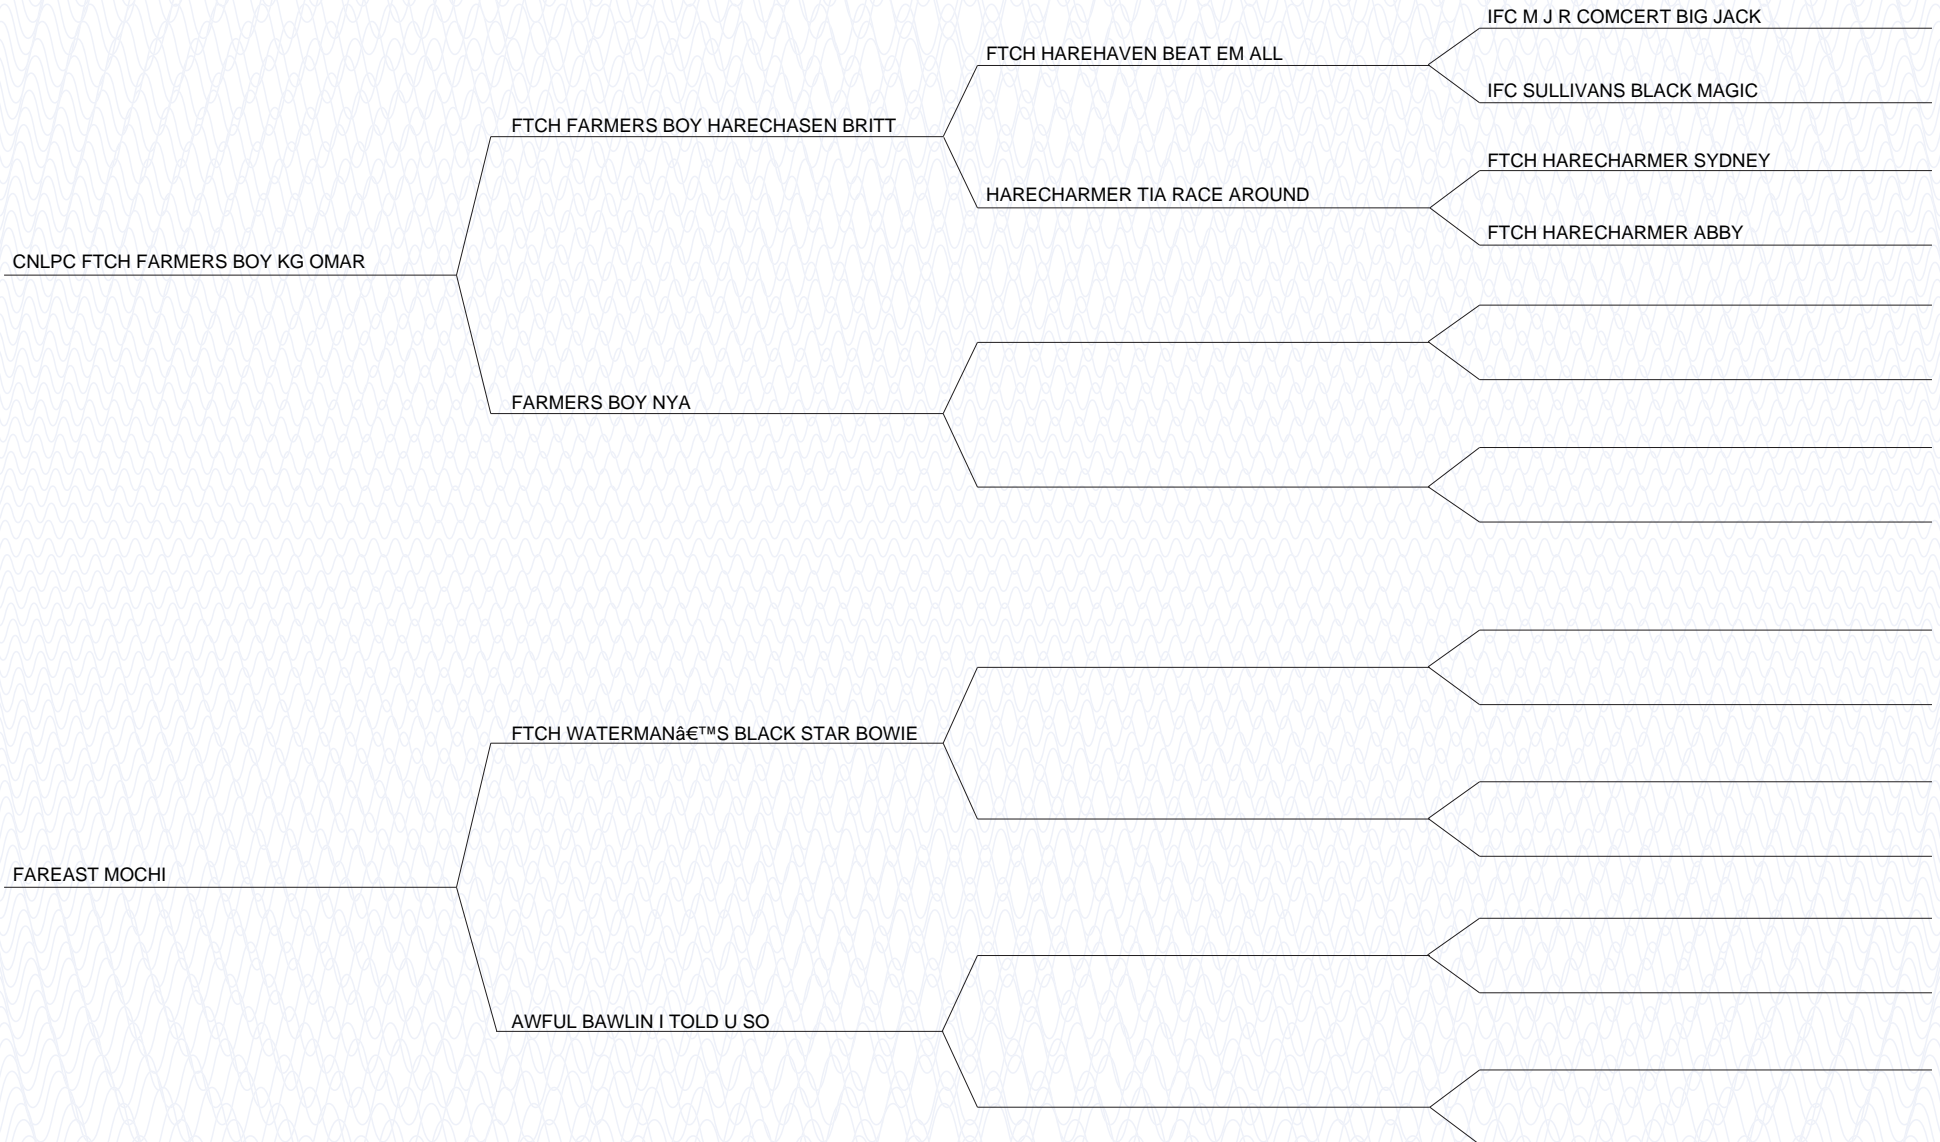 IFC M J R COMCERT BIG JACK
FTCH HAREHAVEN BEAT EM ALL
IFC SULLIVANS BLACK MAGIC
FTCH FARMERS BOY HARECHASEN BRITT
FTCH HARECHARMER SYDNEY
HARECHARMER TIA RACE AROUND
FTCH HARECHARMER ABBY
CNLPC FTCH FARMERS BOY KG OMAR
FARMERS BOY NYA
FTCH WATERMANâ€™S BLACK STAR BOWIE
FAREAST MOCHI
AWFUL BAWLIN I TOLD U SO